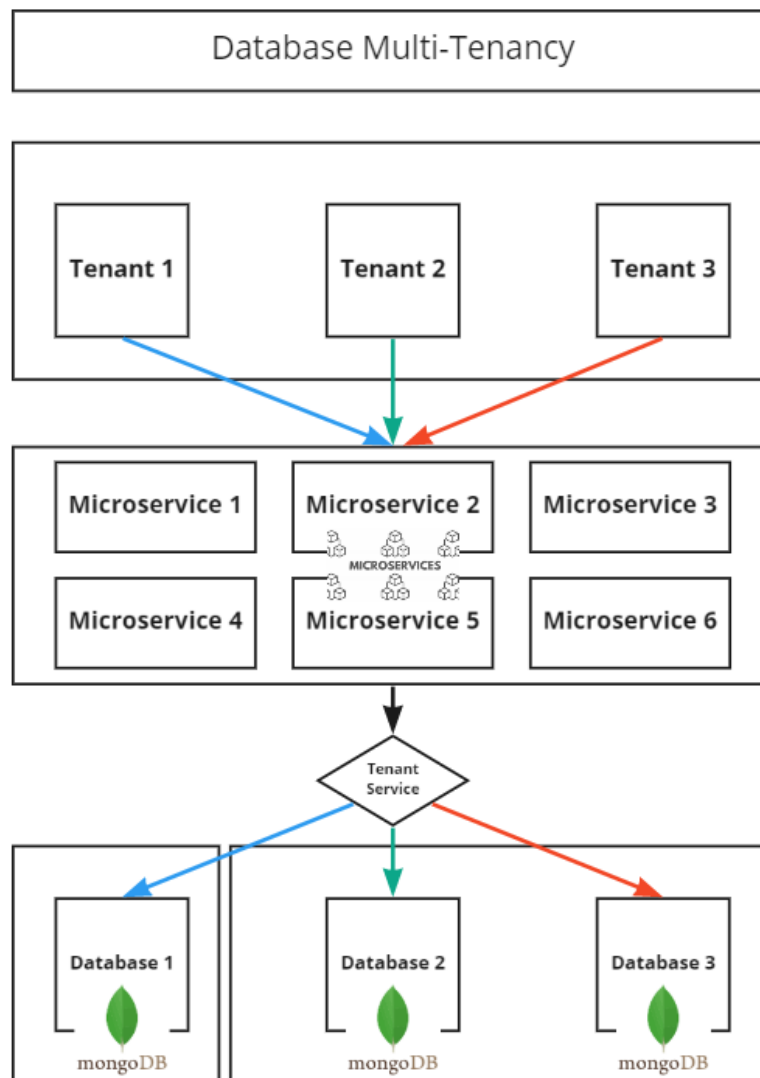 Database Multi-Tenancy
Tenant 1
Tenant 2
Tenant 3
Microservice 1
Microservice 2
Microservice 3
MICROSERVICES
Microservice 4
Microservice 5
Microservice 6
Tenant
Service
Database 1
Database 2
Database 3
mongoDB
mongoDB
mongoDB